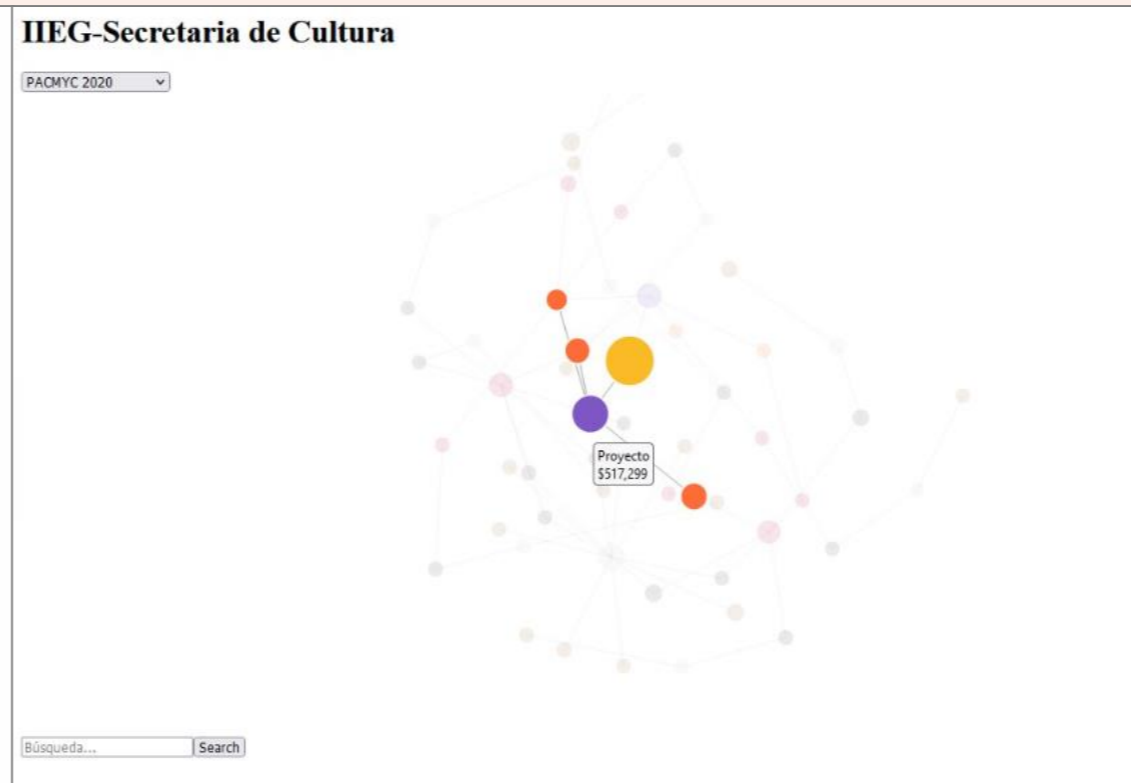 IIEG-Secretaria de Cultura
PACMYC 2020
Proyecto
$517,299
Búsqueda...
Search